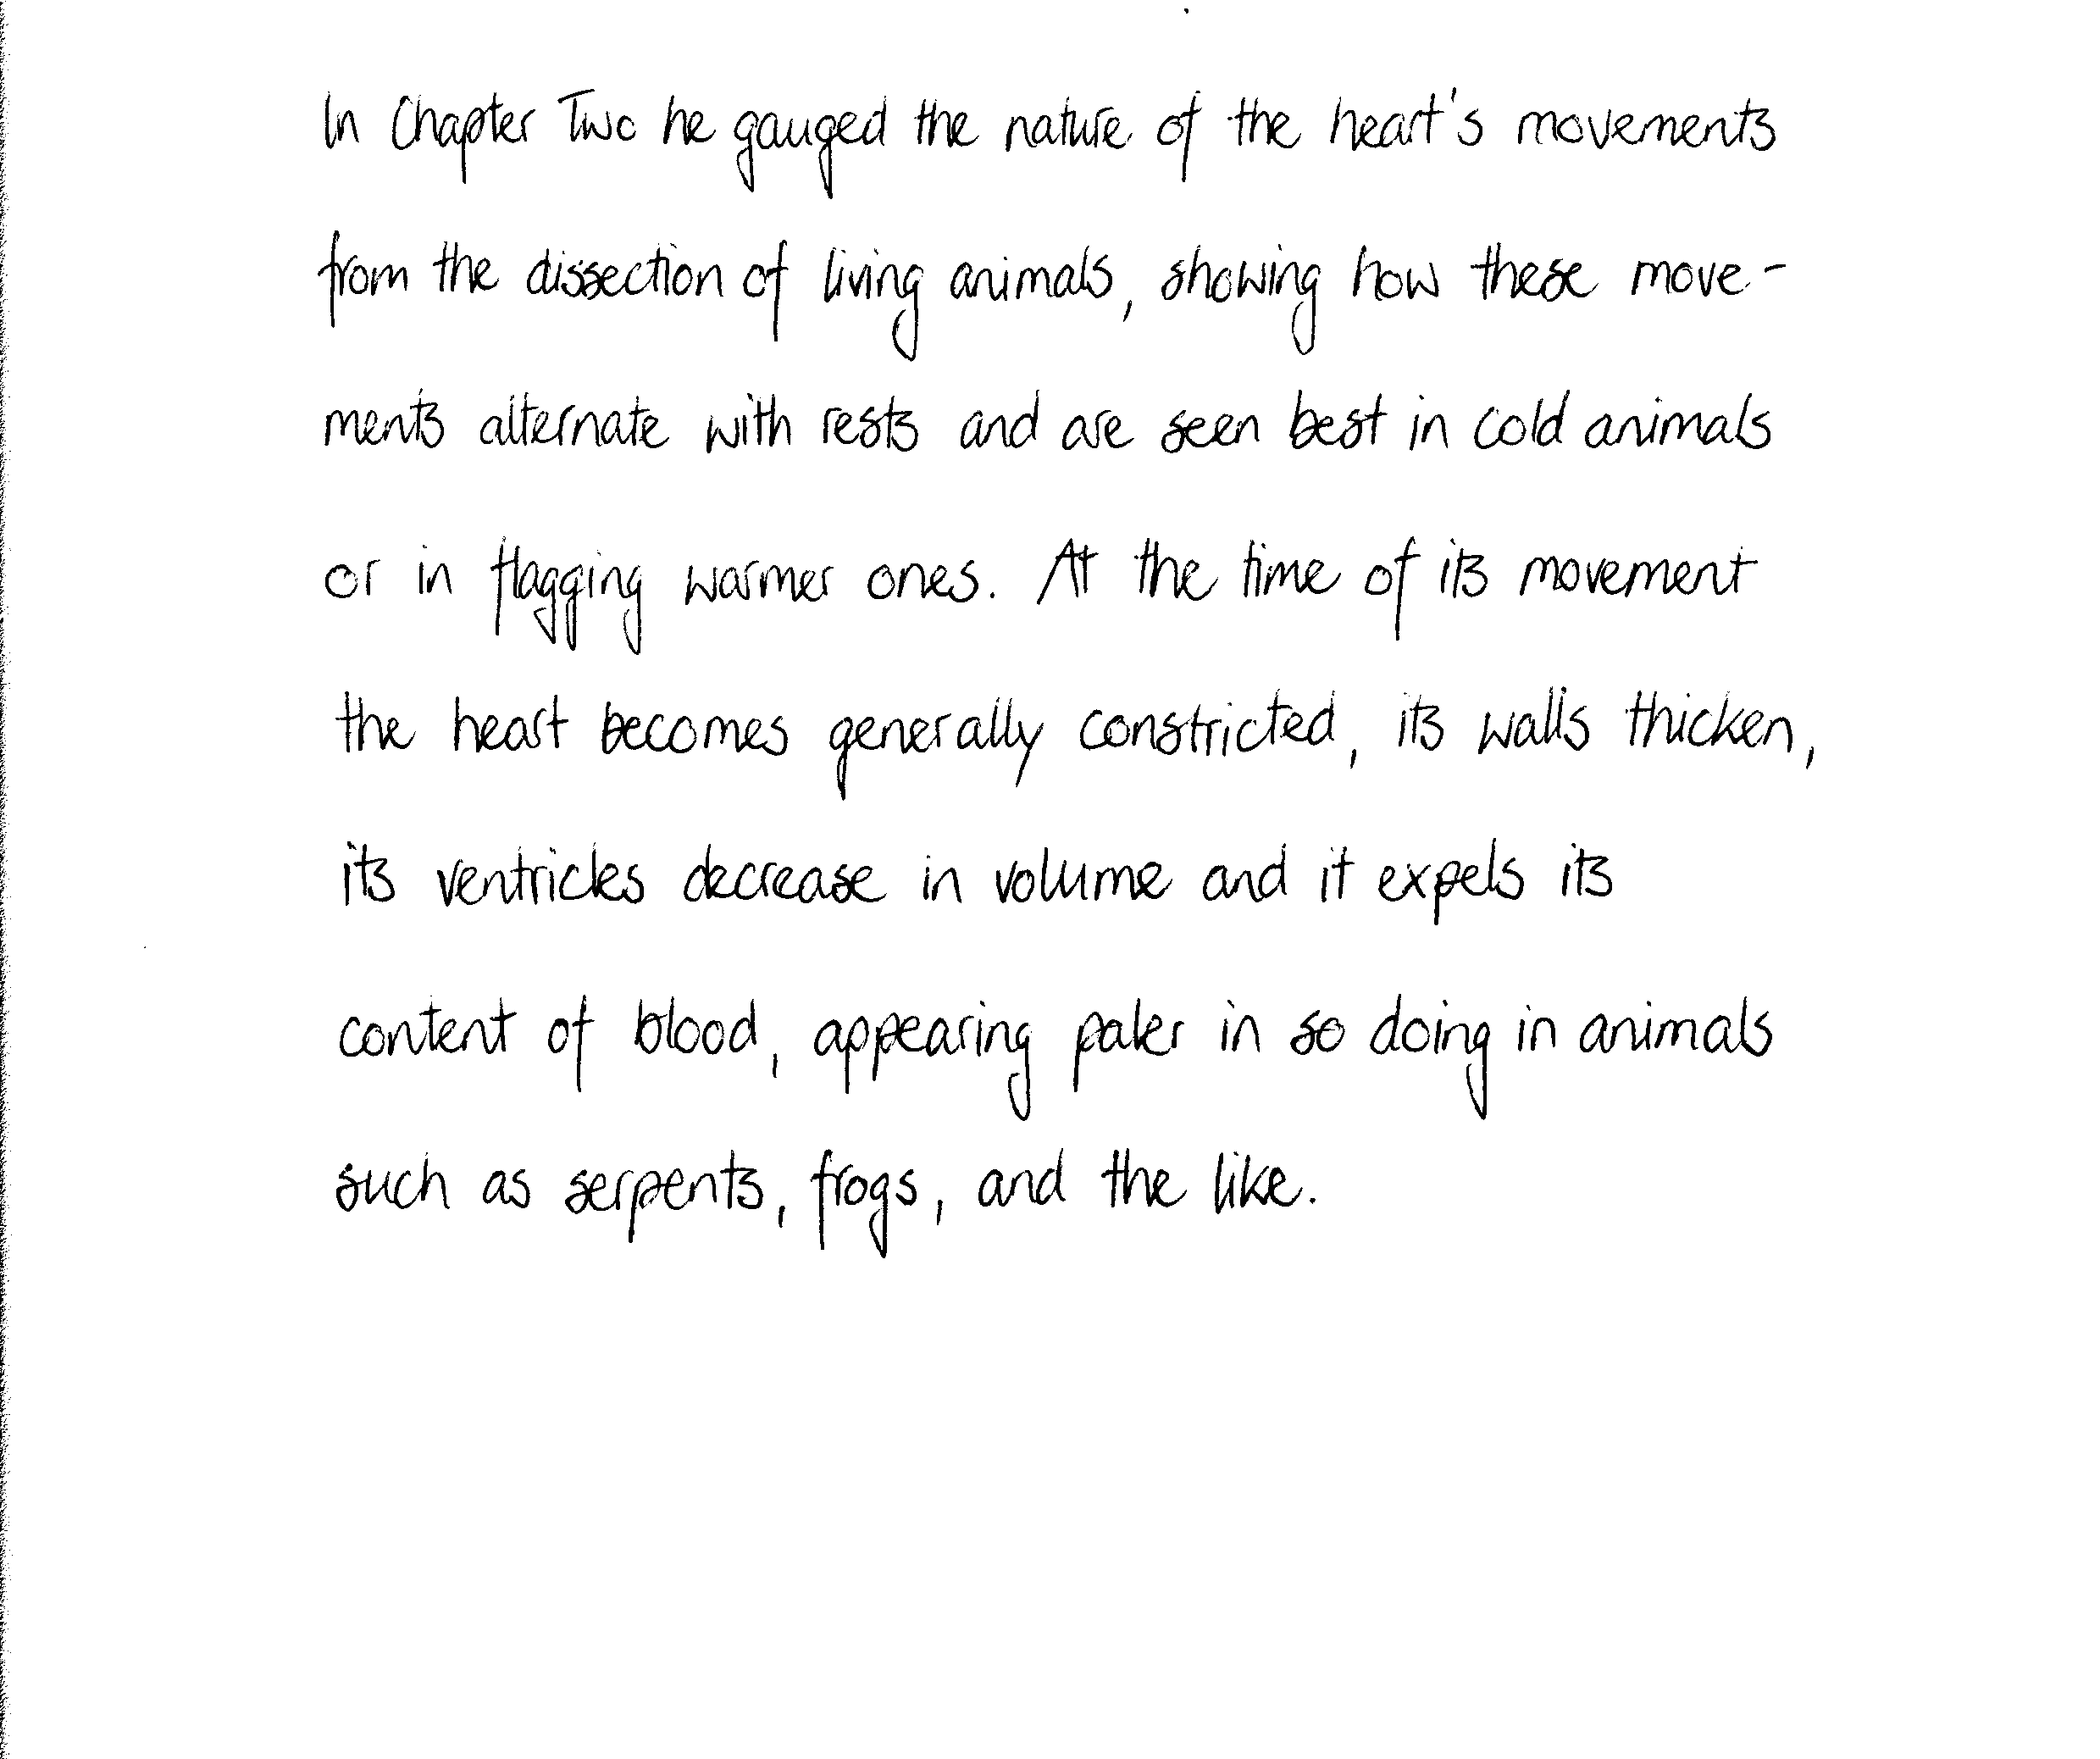 In Chapter Two he gauged the nature of the heart's movements
from the dissection of living animals, showing how these move-
ments alternate with rests and are seen best in cold animals
or in flagging warmer ones. At the time of its movement
the heart becomes generally constricted, its walls thicken,
its ventricles decrease in volume and it expels its
content of blood, appearing paler in so doing in animals
such as serpents, frogs, and the like.